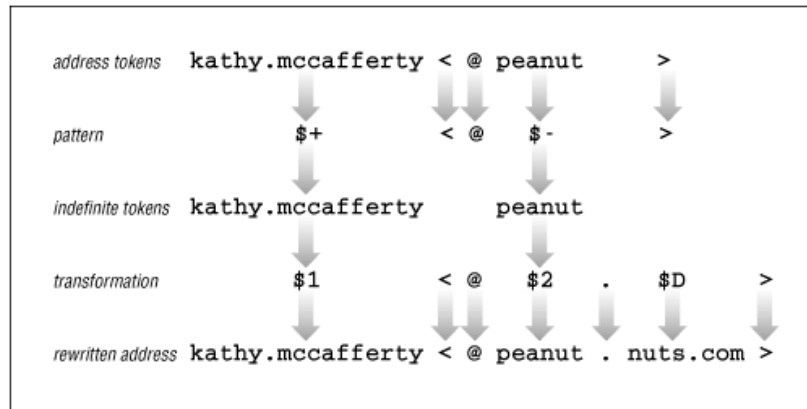 address tokens kathy.mccafferty < @ peanut >
pattern $+ < @ $- >
indefinite tokens kathy.mccafferty peanut
transformation $1 < @ $2 . $D >
rewritten address kathy.mccafferty < @ peanut . nuts.com >